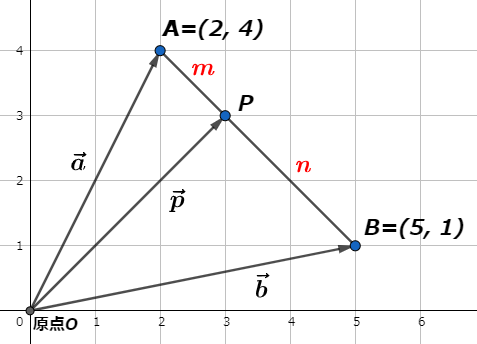 A=(2, 4)
4
m
P
3
n
a
2
p
B=(5, 1)
1
b
0 1 2 3 4 5 6
原点O